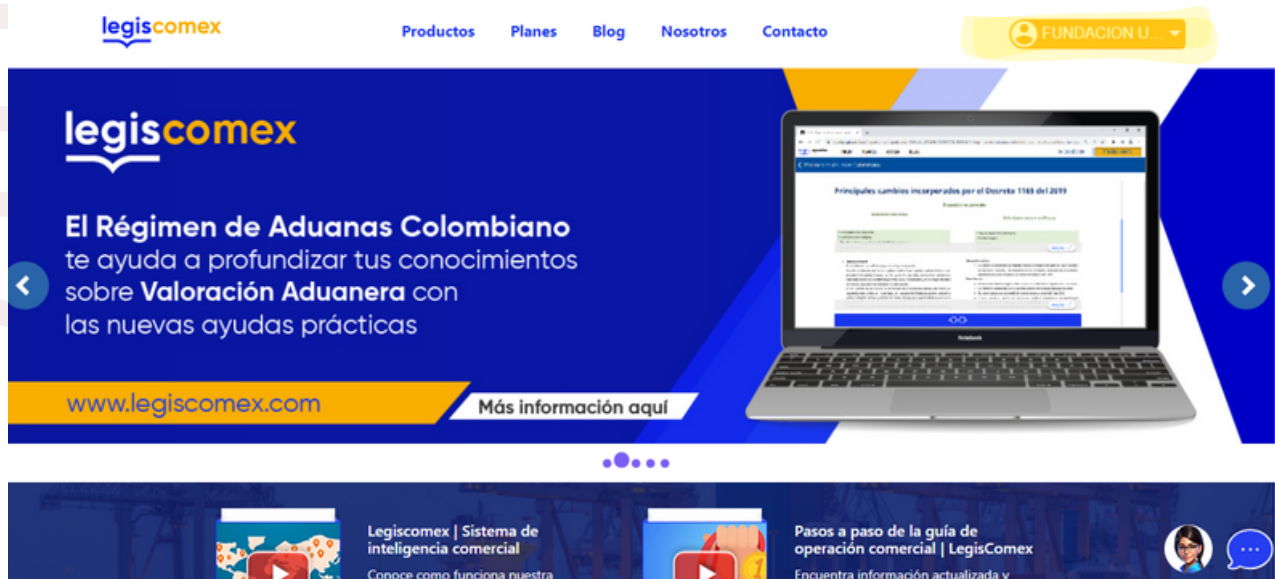 legiscomex
Productos Planes Blog Nosotros Contacto
FUNDACION U...
legiscomex
El Régimen de Aduanas Colombiano
te ayuda a profundizar tus conocimientos
sobre Valoración Aduanera con
las nuevas ayudas prácticas
www.legiscomex.com
Más información aquí
Principales cambios incorporados por el Decreto 1165 del 2019
Legiscomex | Sistema de
inteligencia comercial
Conoce como funciona nuestra
Pasos a paso de la guía de
operación comercial | LegisComex
Encuentra información actualizada y